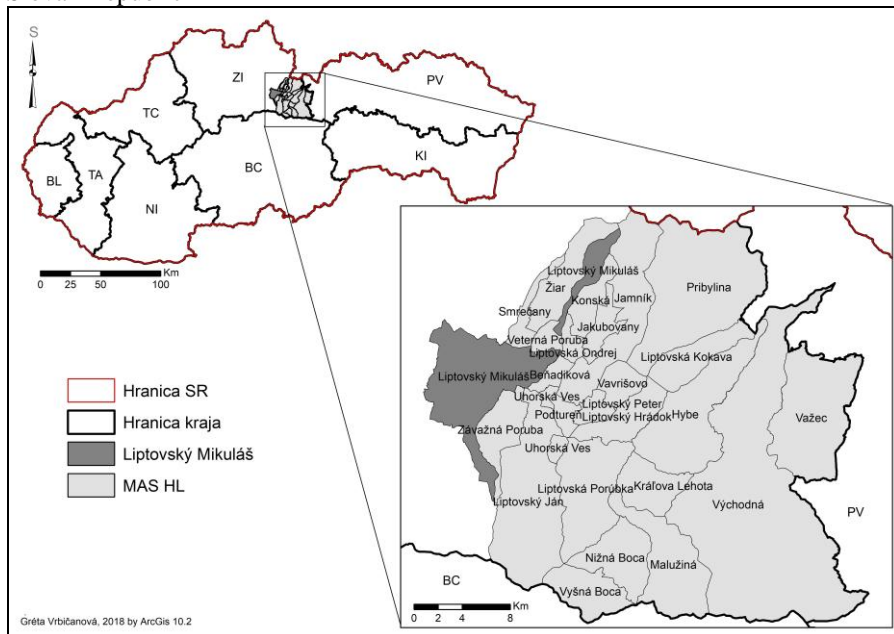 S
ZI
PV
TC
KI
BL
TA
BC
NI
Km
0 25 50 100
Liptovský Mikuláš
Žiar
Pribylina
Konská
Jamník
Smrečany
Jakubovany
Veterná Poruba
Liptovská Ondrej
Liptovská Kokava
Liptovský Mikuláš
Beňadiková
Vavrišovo
Uhorská Ves
Liptovský Peter
Važec
Podtureň
Liptovský Hrádok
Hybe
Závažná Poruba
Uhorská Ves
Liptovská Porúbka
Kráľova Lehota
Liptovský Ján
Východná
PV
Nižná Boca
Malužiná
Vyšná Boca
BC
Km
0 2 4 8
Hranica SR
Hranica kraja
Liptovský Mikuláš
MAS HL
Gréta Vrbičanová, 2018 by ArcGis 10.2